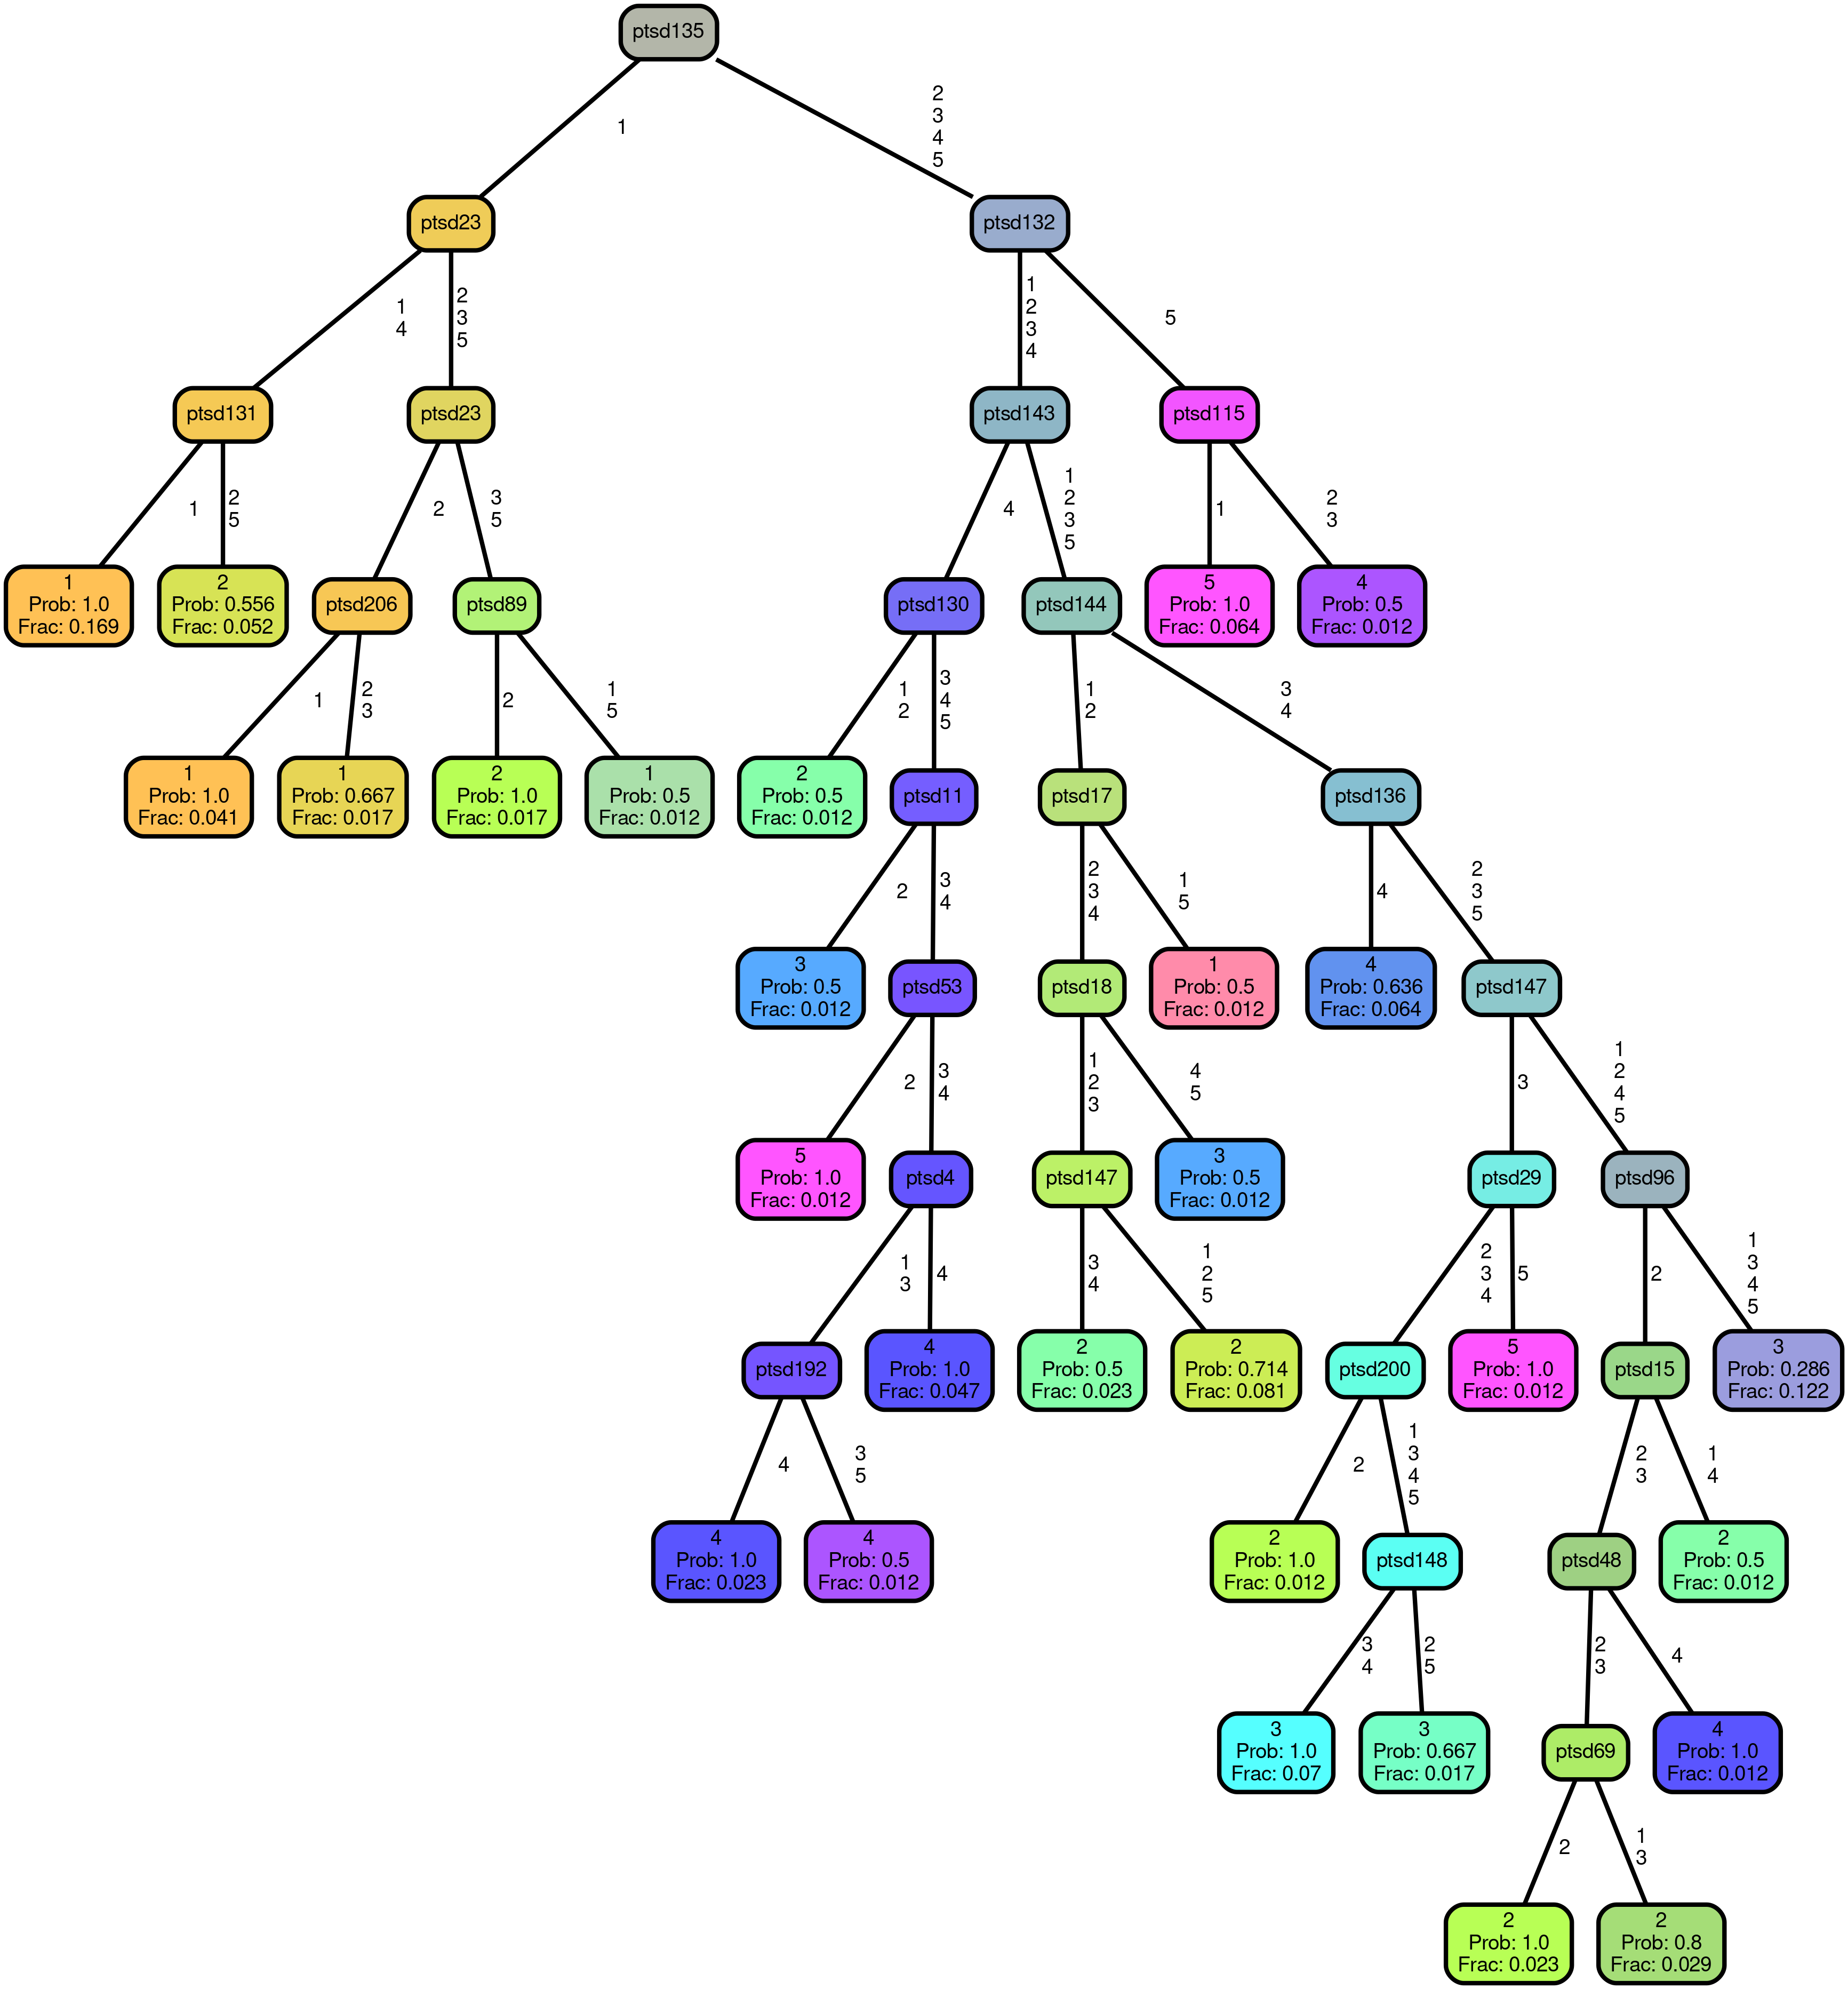 ptsd135
1
2
3
4
5
ptsd23
ptsd132
1
4
2
3
5
1
2
3
4
5
ptsd131
ptsd23
ptsd143
ptsd115
1
2
5
2
3
5
4
1
2
3
5
1
2
3
1
Prob: 1.0
Frac: 0.169
2
Prob: 0.556
Frac: 0.052
ptsd206
ptsd89
ptsd130
ptsd144
5
Prob: 1.0
Frac: 0.064
4
Prob: 0.5
Frac: 0.012
1
2
3
2
1
5
1
2
3
4
5
1
2
3
4
1
Prob: 1.0
Frac: 0.041
1
Prob: 0.667
Frac: 0.017
2
Prob: 1.0
Frac: 0.017
1
Prob: 0.5
Frac: 0.012
2
Prob: 0.5
Frac: 0.012
ptsd11
ptsd17
ptsd136
2
3
4
2
3
4
1
5
4
2
3
5
3
Prob: 0.5
Frac: 0.012
ptsd53
ptsd18
1
Prob: 0.5
Frac: 0.012
4
Prob: 0.636
Frac: 0.064
ptsd147
2
3
4
1
2
3
4
5
3
1
2
4
5
5
Prob: 1.0
Frac: 0.012
ptsd4
ptsd147
3
Prob: 0.5
Frac: 0.012
ptsd29
ptsd96
1
3
4
3
4
1
2
5
2
3
4
5
2
1
3
4
5
ptsd192
4
Prob: 1.0
Frac: 0.047
2
Prob: 0.5
Frac: 0.023
2
Prob: 0.714
Frac: 0.081
ptsd200
5
Prob: 1.0
Frac: 0.012
ptsd15
3
Prob: 0.286
Frac: 0.122
4
3
5
2
1
3
4
5
2
3
1
4
4
Prob: 1.0
Frac: 0.023
4
Prob: 0.5
Frac: 0.012
2
Prob: 1.0
Frac: 0.012
ptsd148
ptsd48
2
Prob: 0.5
Frac: 0.012
3
4
2
5
2
3
4
3
Prob: 1.0
Frac: 0.07
3
Prob: 0.667
Frac: 0.017
ptsd69
4
Prob: 1.0
Frac: 0.012
2
1
3
2
Prob: 1.0
Frac: 0.023
2
Prob: 0.8
Frac: 0.029